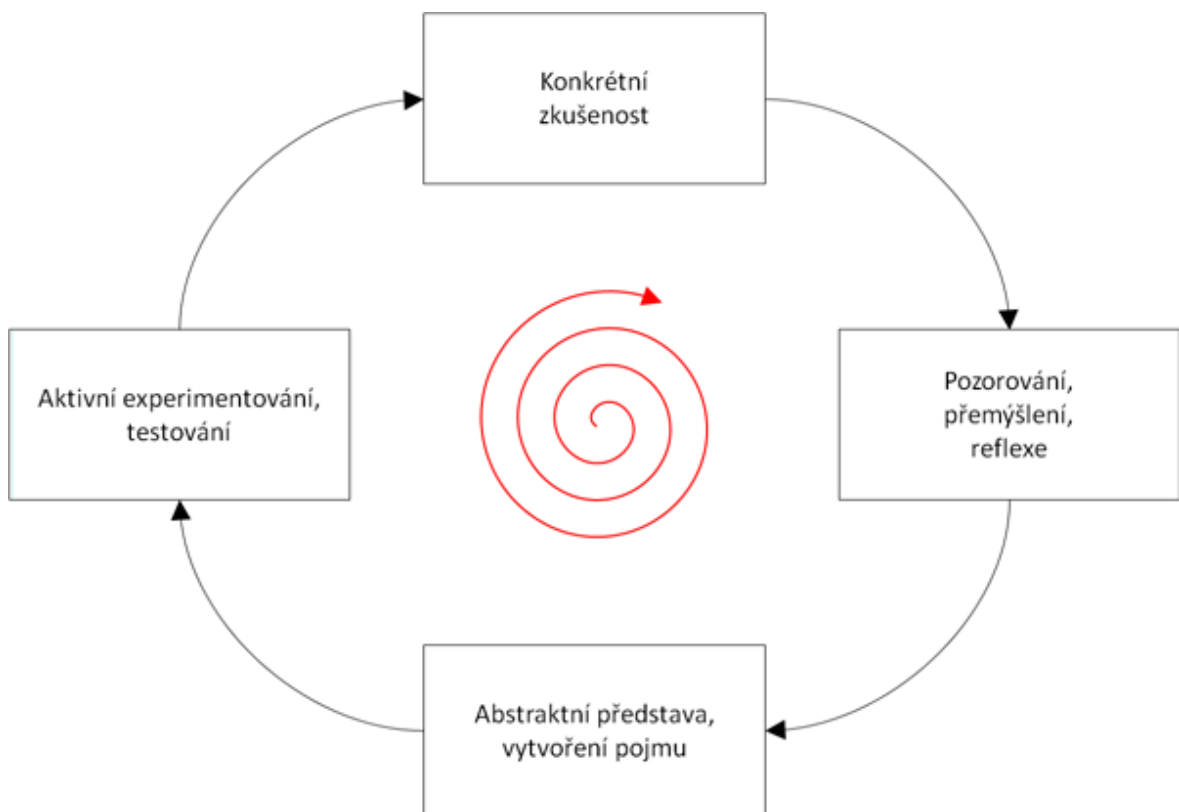 Konkrétní
zkušenost
Aktivní experimentování,
testování
Pozorování,
přemýšlení,
reflexe
Abstraktní představa,
vytvoření pojmu